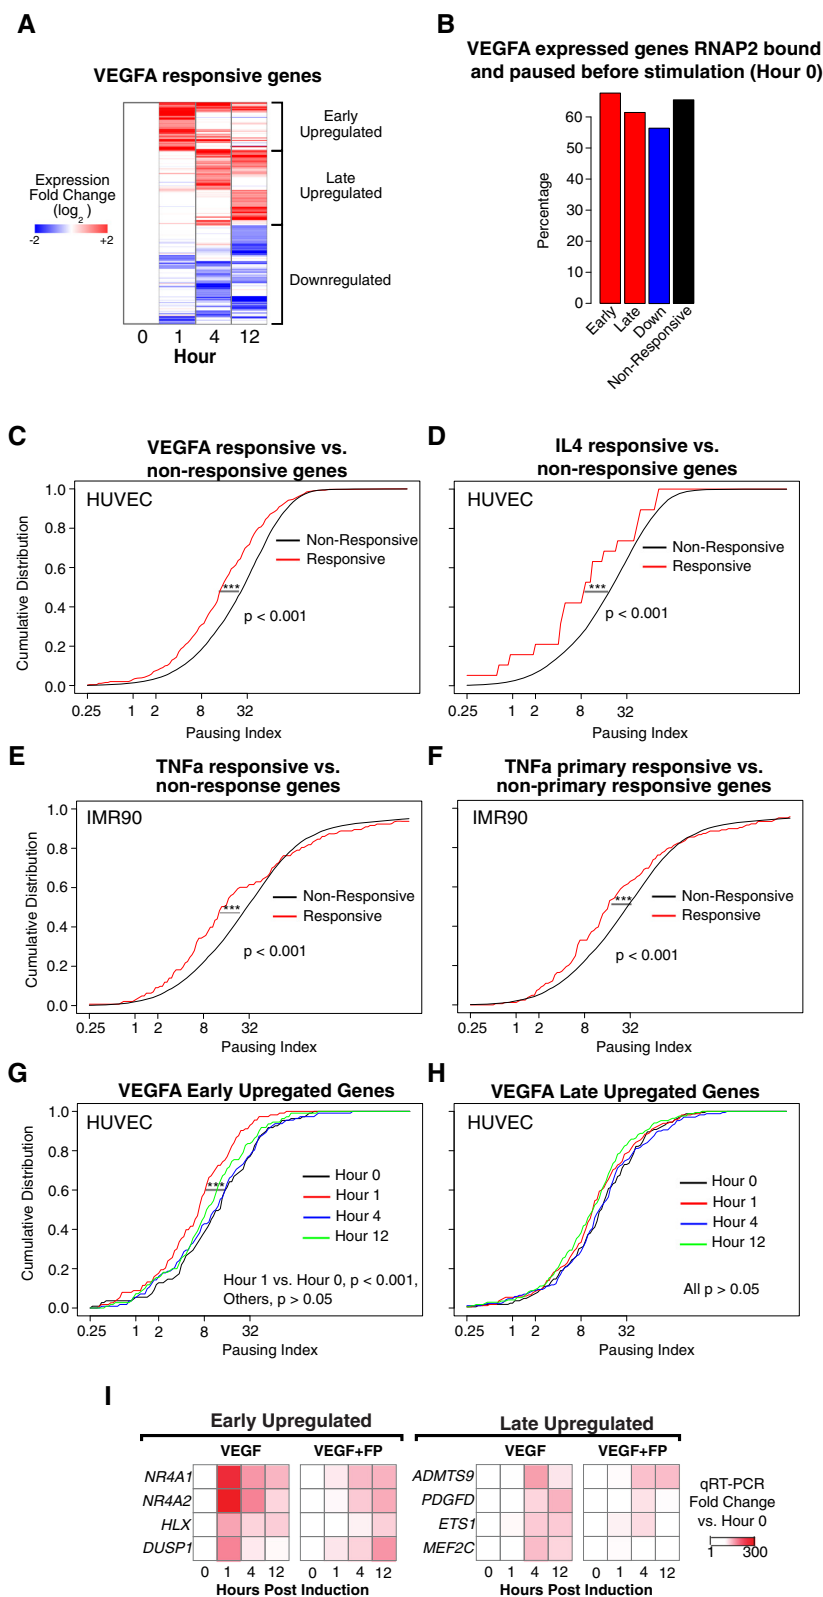 A
VEGFA responsive genes
Expression
Fold Change
(log2)
-2 +2
Early
Upregulated
Late
Upregulated
Downregulated
0 1 4 12
Hour
B
VEGFA expressed genes RNAP2 bound
and paused before stimulation (Hour 0)
Percentage
60
50
40
30
20
10
0
Early
Late
Down
Non-Responsive
C
VEGFA responsive vs.
non-responsive genes
HUVEC
Cumulative Distribution
1.0
0.8
0.6
0.4
0.2
0.0
Non-Responsive
Responsive
***
p < 0.001
0.25 1 2 8 32
Pausing Index
D
IL4 responsive vs.
non-responsive genes
HUVEC
Non-Responsive
Responsive
***
p < 0.001
0.25 1 2 8 32
Pausing Index
E
TNFa responsive vs.
non-response genes
IMR90
Cumulative Distribution
1.0
0.8
0.6
0.4
0.2
0.0
Non-Responsive
Responsive
***
p < 0.001
0.25 1 2 8 32
Pausing Index
F
TNFa primary responsive vs.
non-primary responsive genes
IMR90
Non-Responsive
Responsive
***
p < 0.001
0.25 1 2 8 32
Pausing Index
G
VEGFA Early Upregated Genes
HUVEC
Cumulative Distribution
1.0
0.8
0.6
0.4
0.2
0.0
Hour 0
Hour 1
Hour 4
Hour 12
***
Hour 1 vs. Hour 0, p < 0.001,
Others, p > 0.05
0.25 1 2 8 32
Pausing Index
H
VEGFA Late Upregated Genes
HUVEC
Hour 0
Hour 1
Hour 4
Hour 12
All p > 0.05
0.25 1 2 8 32
Pausing Index
I
Early Upregulated
VEGF VEGF+FP
NR4A1
NR4A2
HLX
DUSP1
0 1 4 12 0 1 4 12
Hours Post Induction
Late Upregulated
VEGF VEGF+FP
ADMTS9
PDGFD
ETS1
MEF2C
0 1 4 12 0 1 4 12
Hours Post Induction
qRT-PCR
Fold Change
vs. Hour 0
1 300